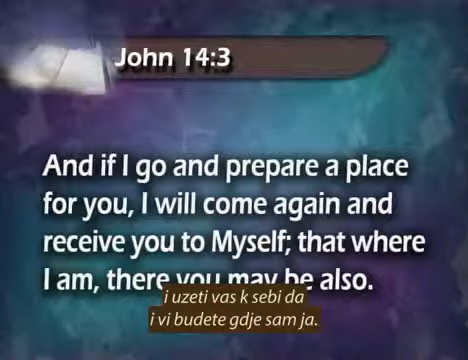 John 14:3
And if I go and prepare a place
for you, I will come again and
receive you to Myself; that where
I am, there you may be also.
i uzeti vas k sebi da
i vi budete gdje sam ja.